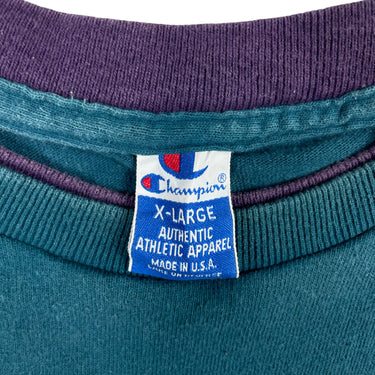 Champion®
X-LARGE
AUTHENTIC
ATHLETIC APPAREL
MADE IN U.S.A.